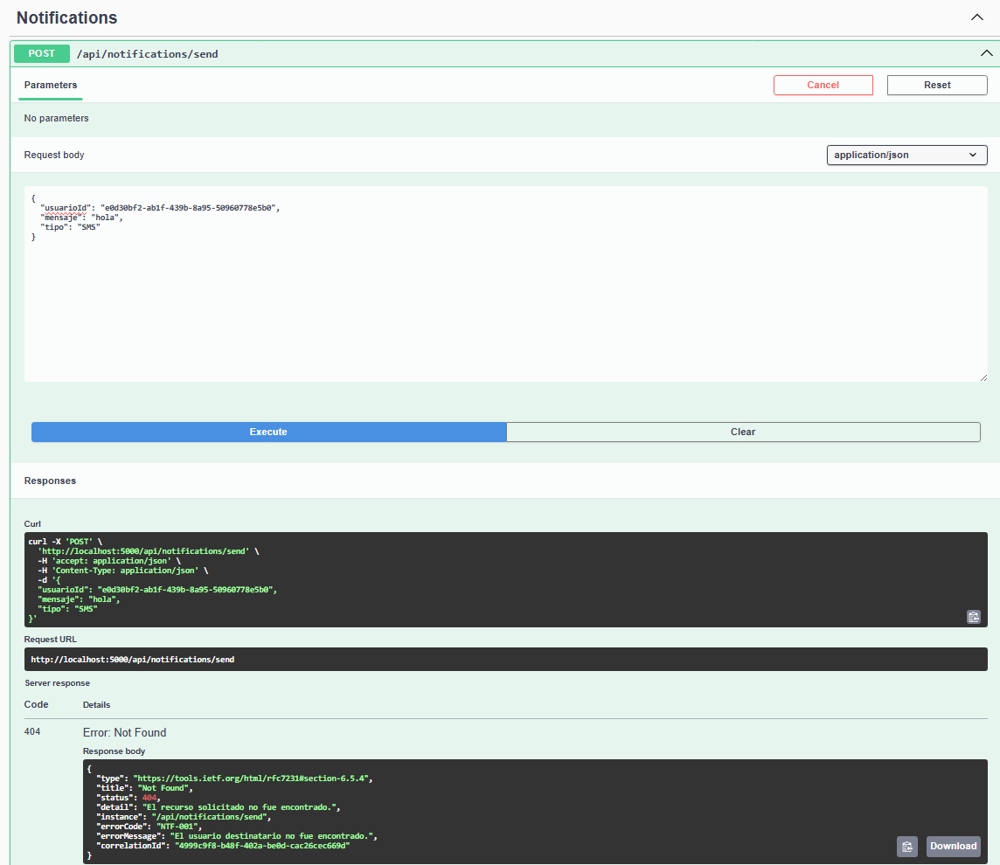 Notifications
POST /api/notifications/send
Parameters Cancel Reset
No parameters
Request body application/json
{
"usuarioId": "e0d30bf2-ab1f-439b-8a95-50960778e5b0",
"mensaje": "hola",
"tipo": "SMS"
}
Execute Clear
Responses
Curl
curl -X 'POST' \
'http://localhost:5000/api/notifications/send' \
-H 'accept: application/json' \
-H 'Content-Type: application/json' \
-d '{
"usuarioId": "e0d30bf2-ab1f-439b-8a95-50960778e5b0",
"mensaje": "hola",
"tipo": "SMS"
}'
Request URL
http://localhost:5000/api/notifications/send
Server response
Code Details
404 Error: Not Found
Response body
{
"type": "https://tools.ietf.org/html/rfc7231#section-6.5.4",
"title": "Not Found",
"status": 404,
"detail": "El recurso solicitado no fue encontrado.",
"instance": "/api/notifications/send",
"errorCode": "NTF-001",
"errorMessage": "El usuario destinatario no fue encontrado.",
"correlationId": "4999c9f8-b48f-402a-be0d-cac26cec669d"
}
Download